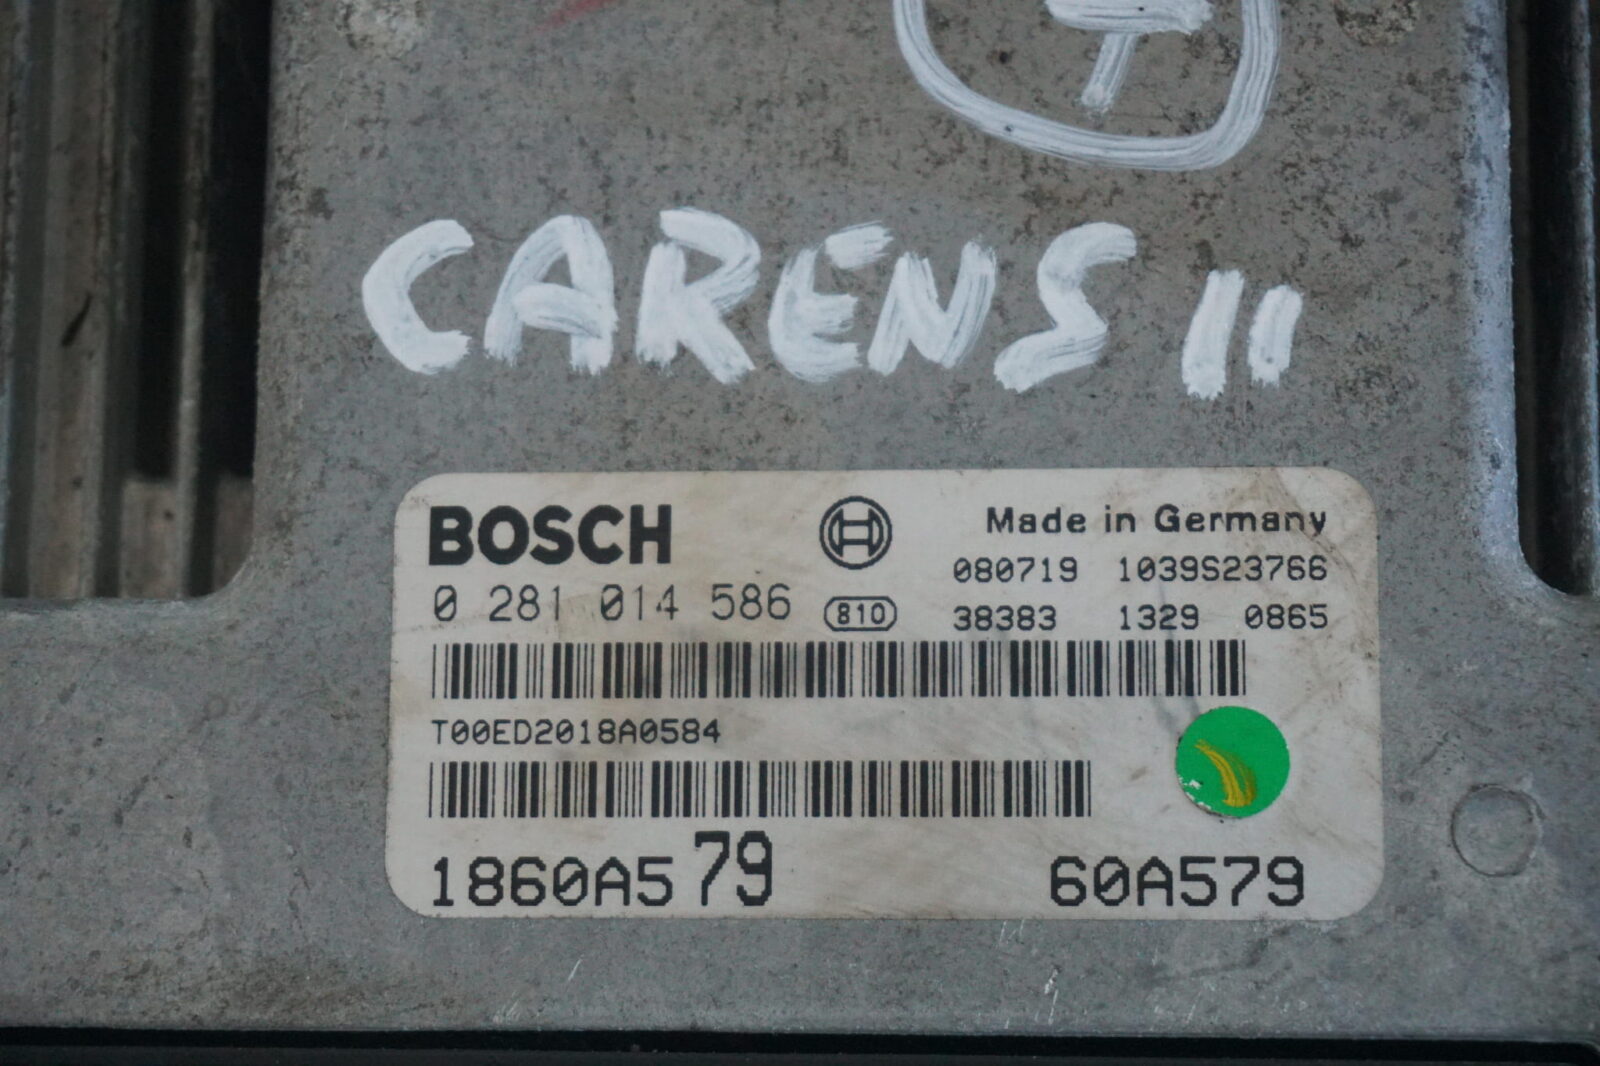 CARENS II
BOSCH
Made in Germany
0 281 014 586
810
080719 1039S23766
38383 1329 0865
T00ED2018A0584
1860A579
60A579